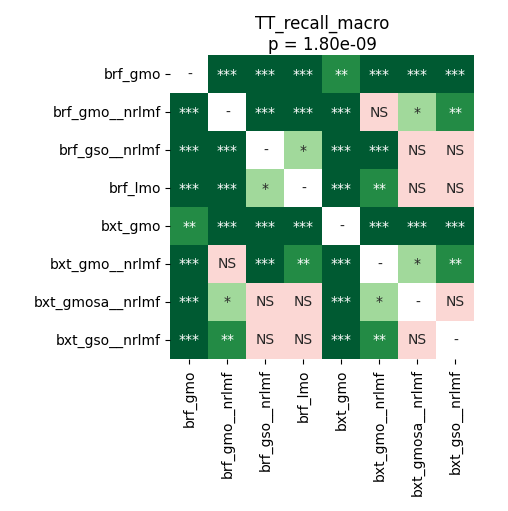 TT_recall_macro
p = 1.80e-09
brf_gmo - *** *** *** ** *** *** ***
brf_gmo__nrlmf *** - *** *** *** NS * **
brf_gso__nrlmf *** *** - * *** *** NS NS
brf_lmo *** *** * - *** ** NS NS
bxt_gmo ** *** *** *** - *** *** ***
bxt_gmo__nrlmf *** NS *** ** *** - * **
bxt_gmosa__nrlmf *** * NS NS *** * - NS
bxt_gso__nrlmf *** ** NS NS *** ** NS -
brf_gmo
brf_gmo__nrlmf
brf_gso__nrlmf
brf_lmo
bxt_gmo
bxt_gmo__nrlmf
bxt_gmosa__nrlmf
bxt_gso__nrlmf